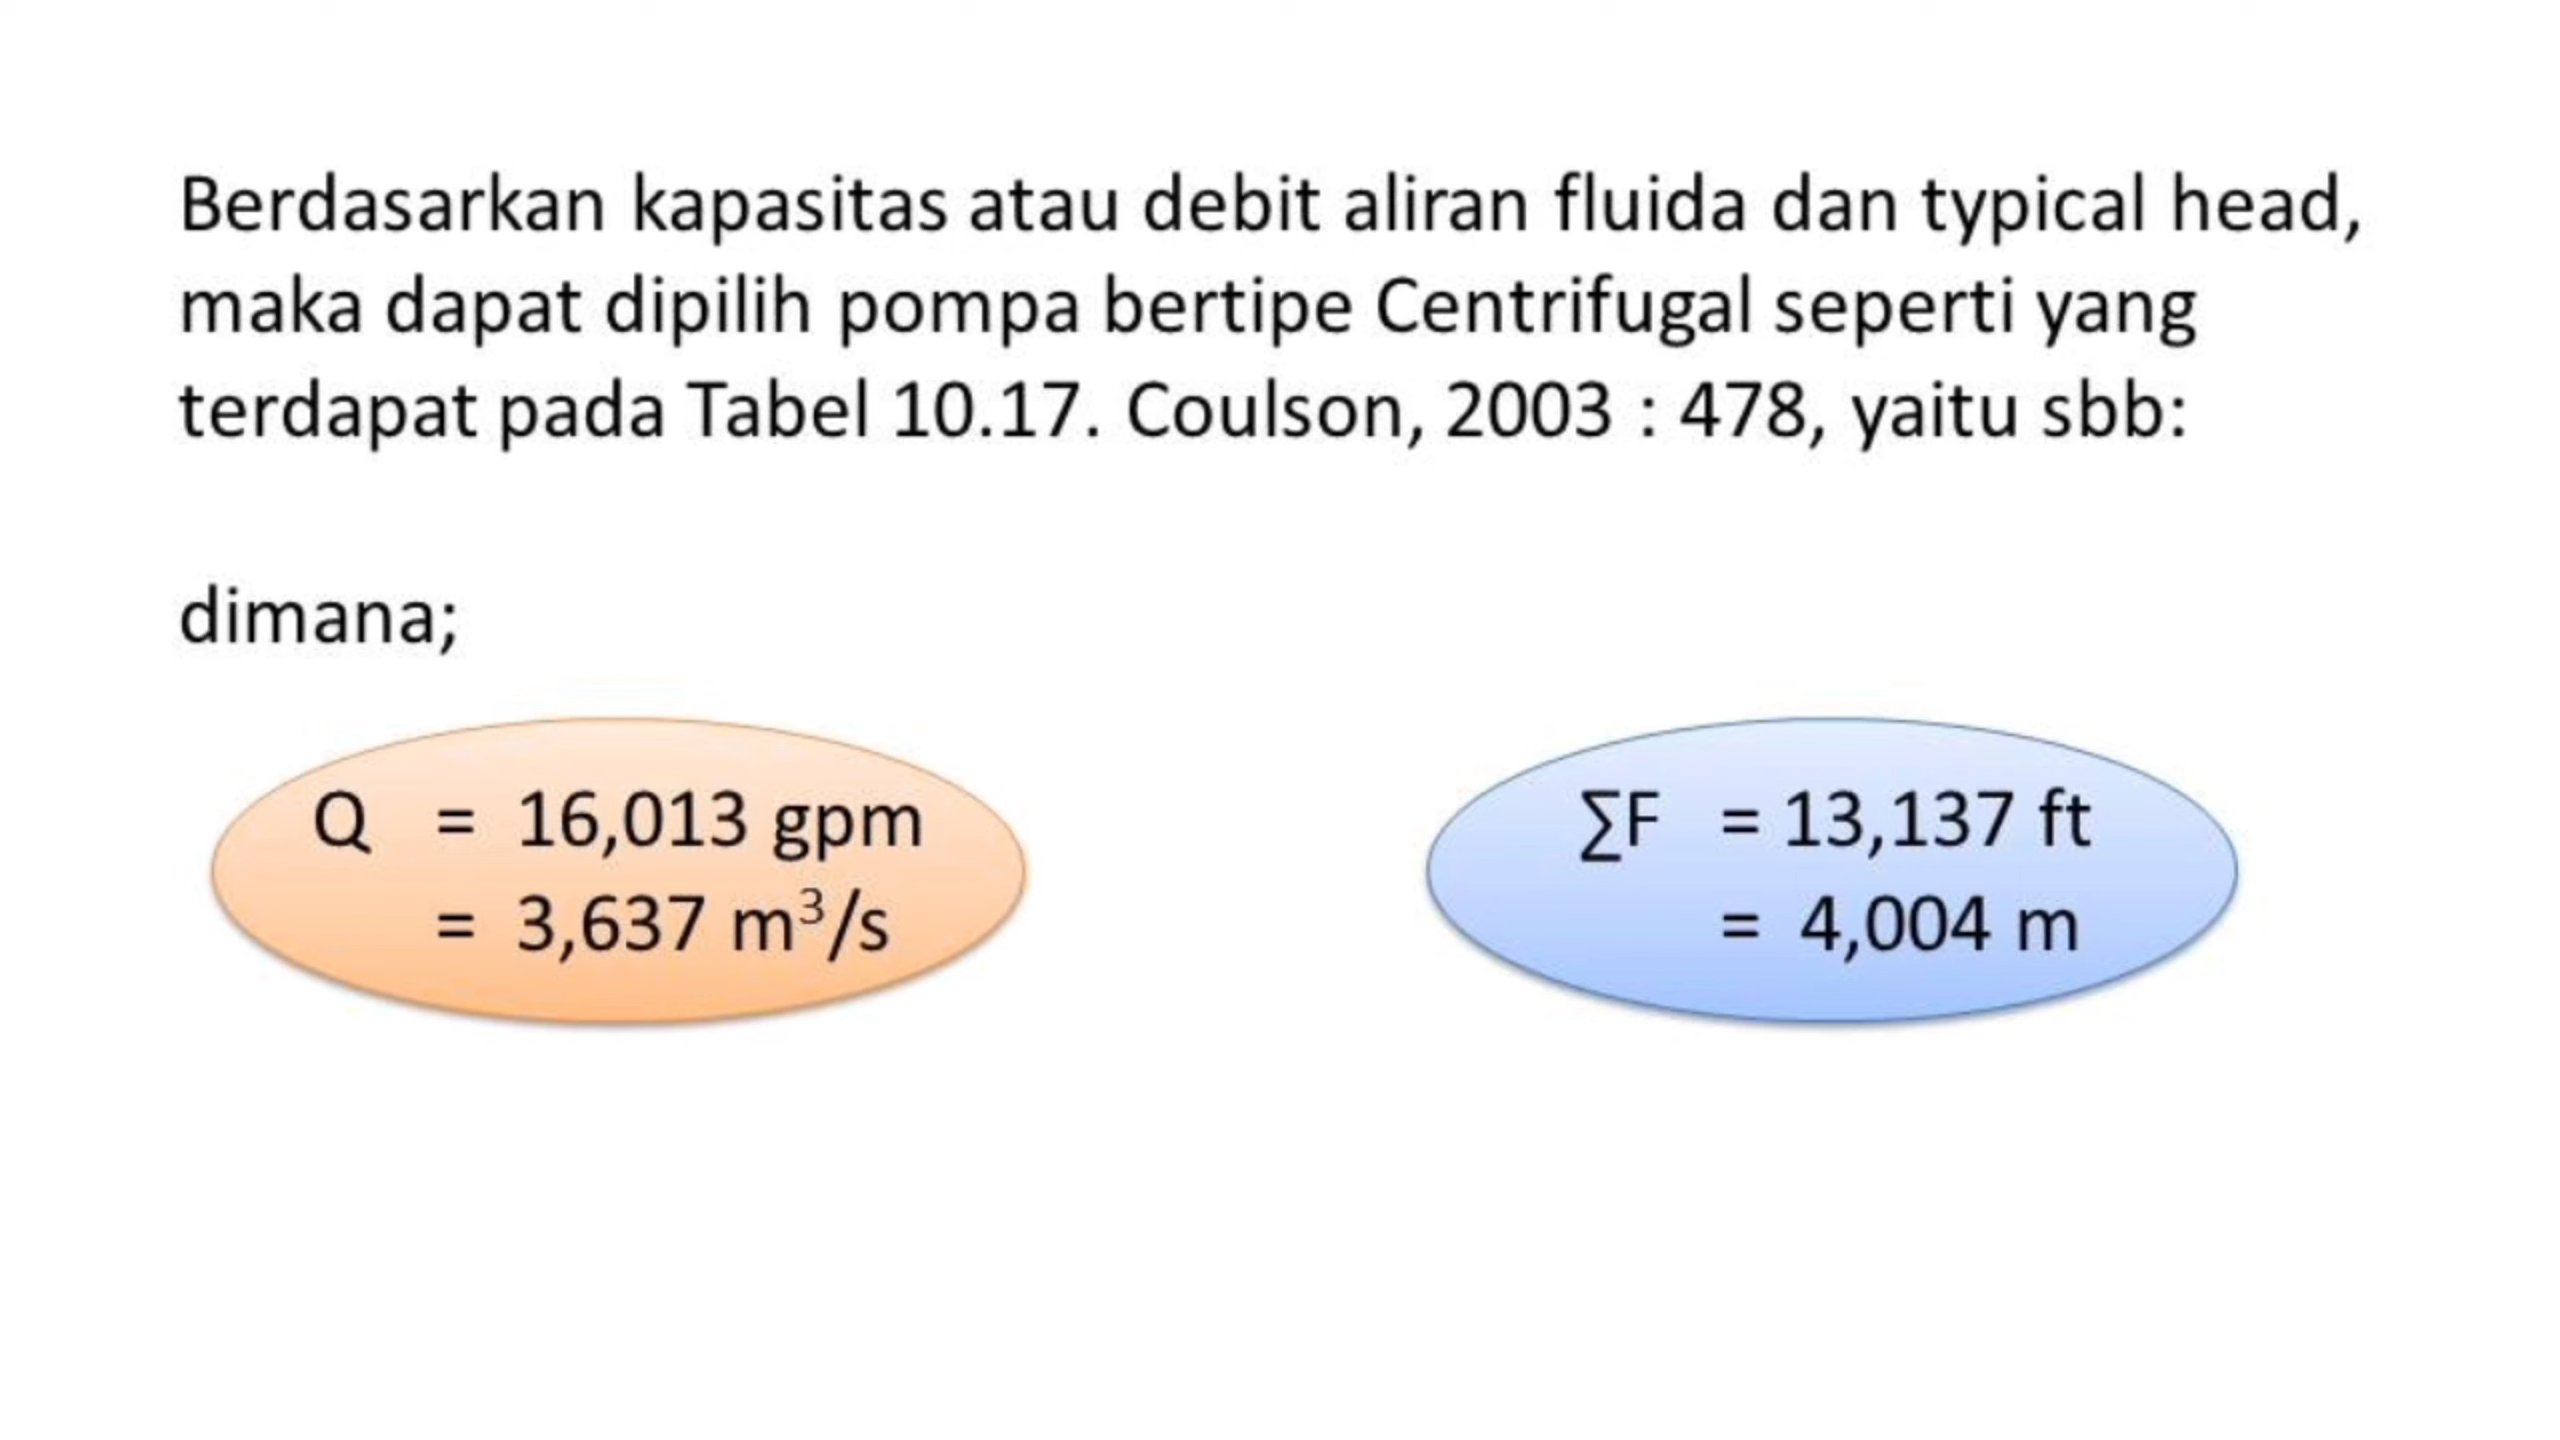 Berdasarkan kapasitas atau debit aliran fluida dan typical head,
maka dapat dipilih pompa bertipe Centrifugal seperti yang
terdapat pada Tabel 10.17. Coulson, 2003 : 478, yaitu sbb:
dimana;
Q = 16,013 gpm
= 3,637 m³/s
∑F = 13,137 ft
= 4,004 m